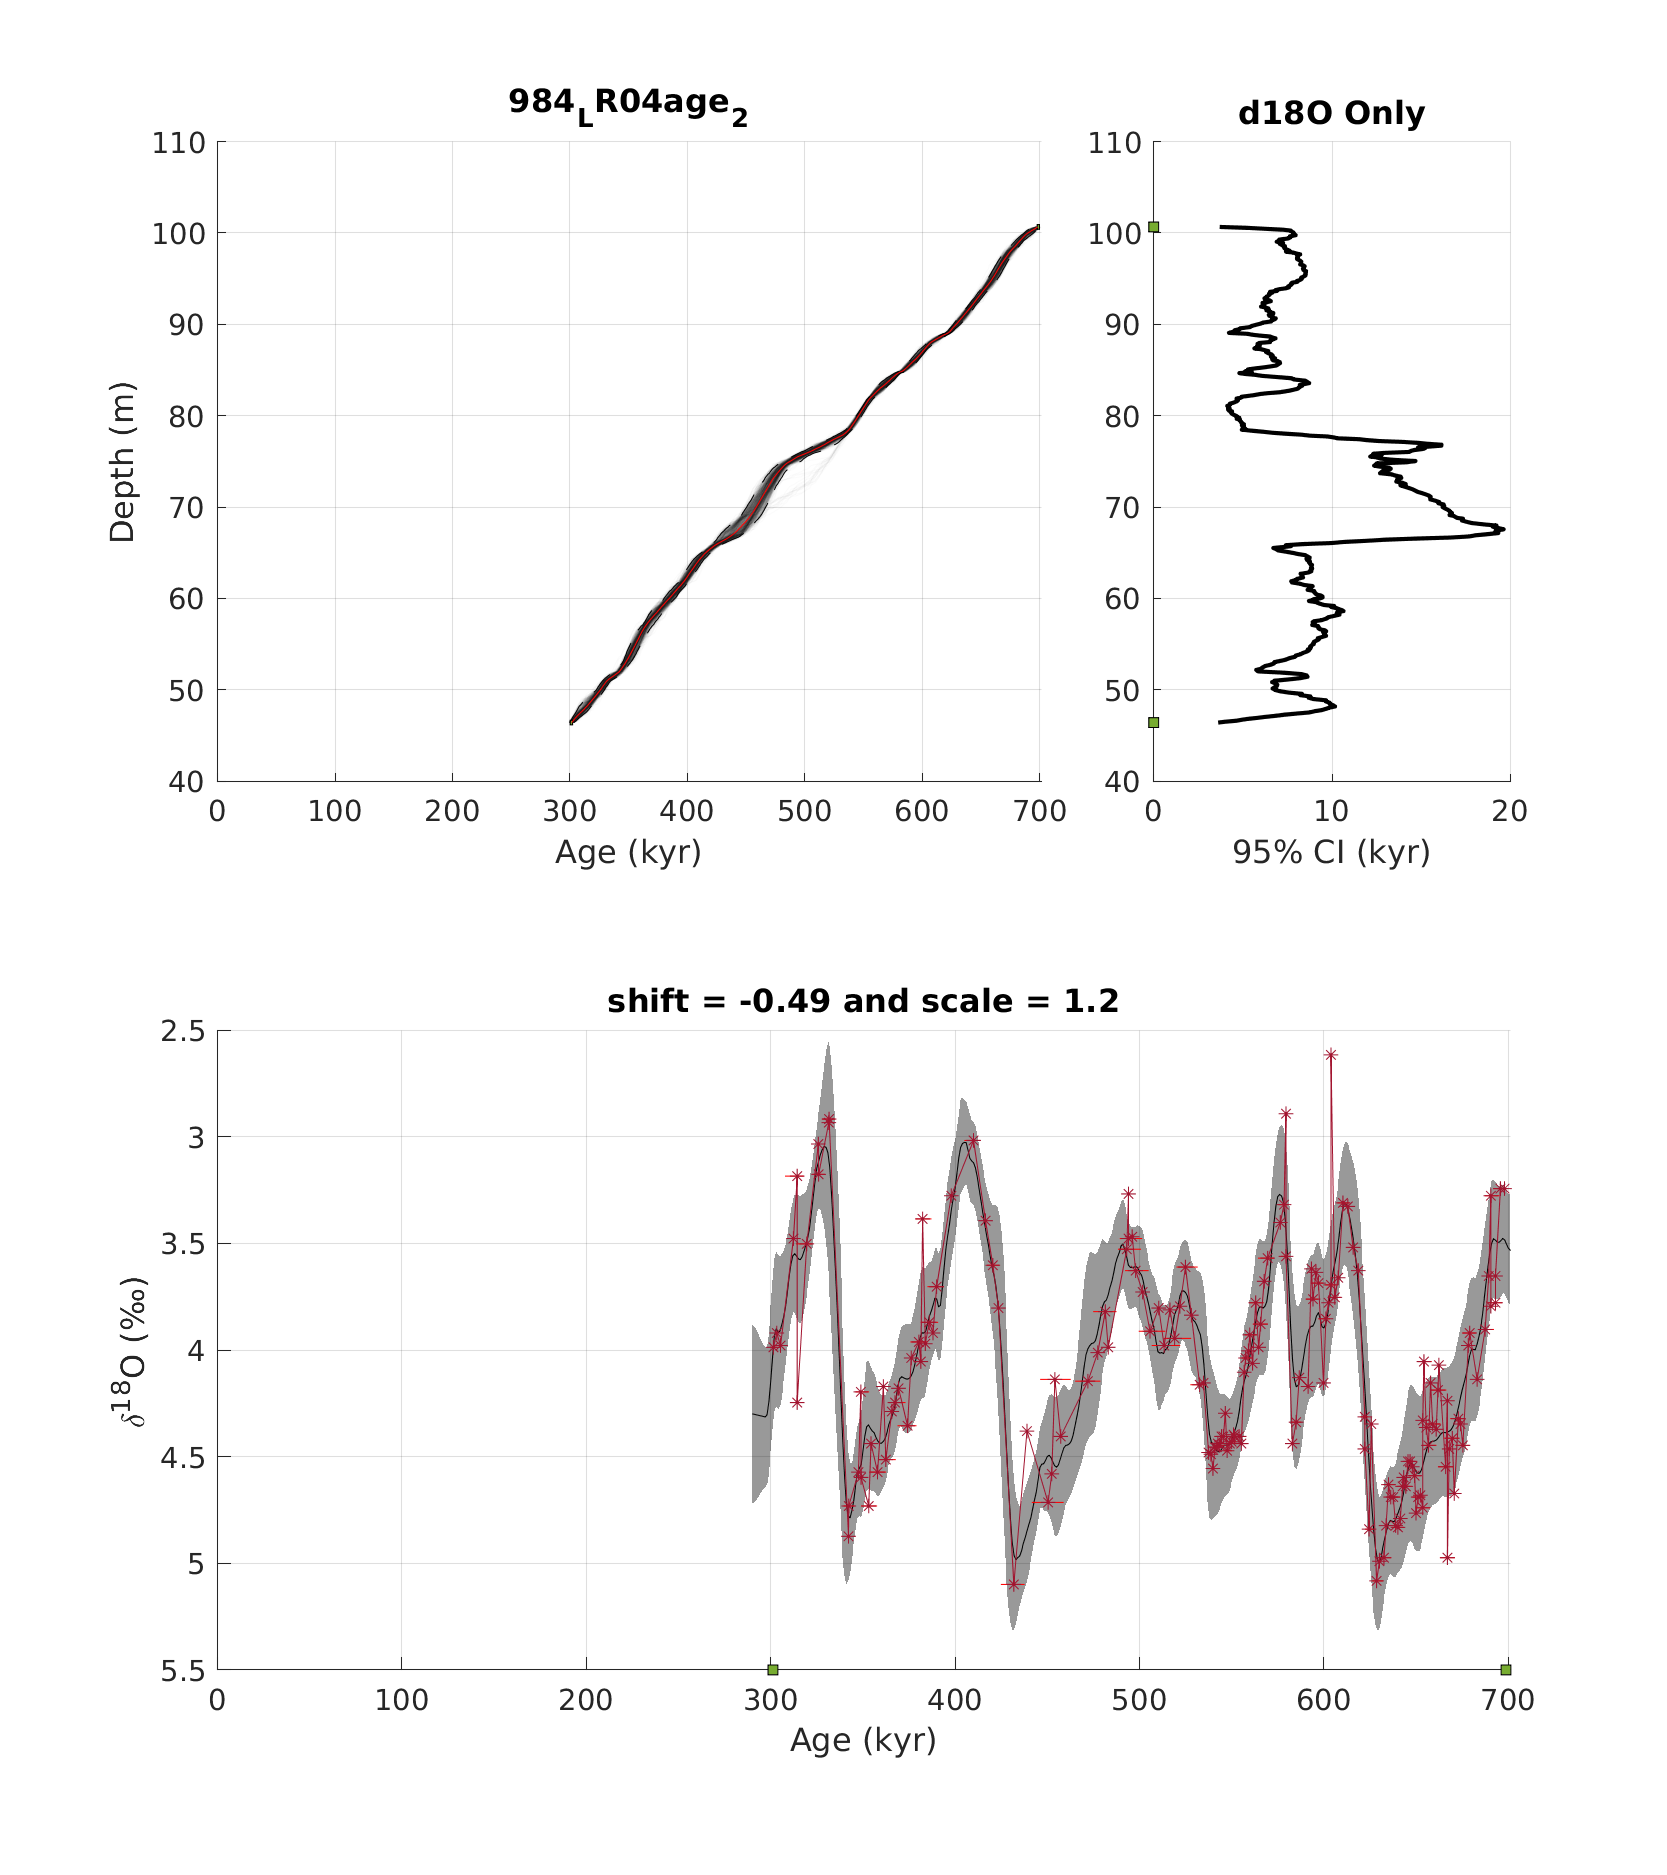 984LR04age2
d18O Only
110
100
90
80
70
60
50
40
Depth (m)
0 100 200 300 400 500 600 700
Age (kyr)
110
100
90
80
70
60
50
40
0 10 20
95% CI (kyr)
shift = -0.49 and scale = 1.2
2.5
3
3.5
4
4.5
5
5.5
δ18O (‰)
0 100 200 300 400 500 600 700
Age (kyr)